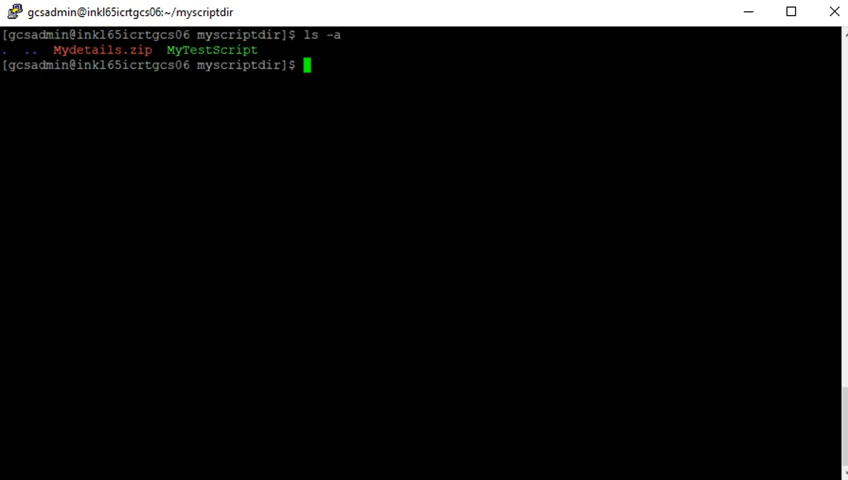 gcsadmin@inkl65icrtgcs06:~/myscriptdir
[gcsadmin@inkl65icrtgcs06 myscriptdir]$ ls -a
. .. Mydetails.zip MyTestScript
[gcsadmin@inkl65icrtgcs06 myscriptdir]$